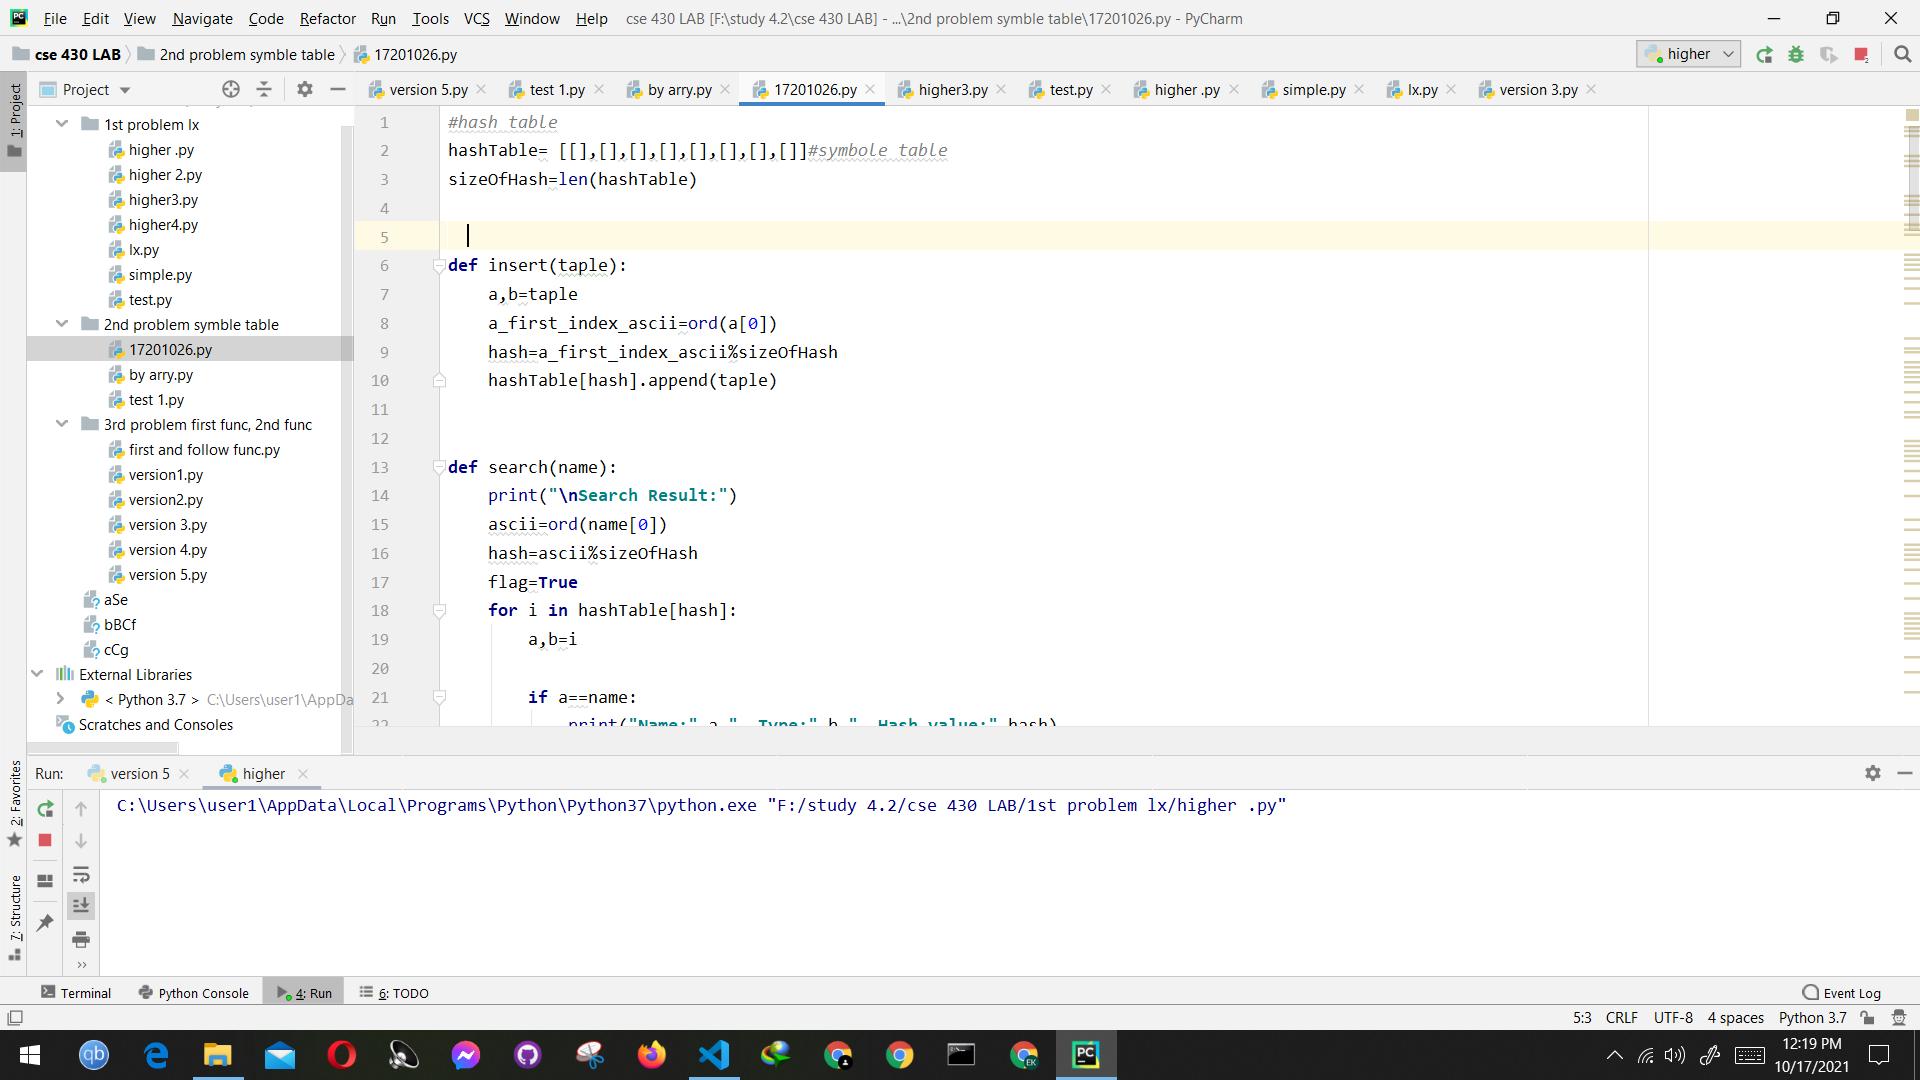 File Edit View Navigate Code Refactor Run Tools VCS Window Help cse 430 LAB [F:\study 4.2\cse 430 LAB] - ...\2nd problem symble table\17201026.py - PyCharm
cse 430 LAB 2nd problem symble table 17201026.py higher
1: Project
Project
version 5.py test 1.py by arry.py 17201026.py higher3.py test.py higher .py simple.py lx.py version 3.py
1st problem lx
higher .py
higher 2.py
higher3.py
higher4.py
lx.py
simple.py
test.py
2nd problem symble table
17201026.py
by arry.py
test 1.py
3rd problem first func, 2nd func
first and follow func.py
version1.py
version2.py
version 3.py
version 4.py
version 5.py
aSe
bBCf
cCg
External Libraries
< Python 3.7 > C:\Users\user1\AppDa
Scratches and Consoles
1 #hash table
2 hashTable= [[],[],[],[],[],[],[],[]]#symbole table
3 sizeOfHash=len(hashTable)
4
5
6 def insert(taple):
7 a,b=taple
8 a_first_index_ascii=ord(a[0])
9 hash=a_first_index_ascii%sizeOfHash
10 hashTable[hash].append(taple)
11
12
13 def search(name):
14 print("\nSearch Result:")
15 ascii=ord(name[0])
16 hash=ascii%sizeOfHash
17 flag=True
18 for i in hashTable[hash]:
19 a,b=i
20
21 if a==name:
22 print("Name:",a,", Type:",b,", Hash value:",hash)
2: Favorites
7: Structure
Run: version 5 higher
C:\Users\user1\AppData\Local\Programs\Python\Python37\python.exe "F:/study 4.2/cse 430 LAB/1st problem lx/higher .py"
Terminal Python Console 4: Run 6: TODO Event Log
5:3 CRLF UTF-8 4 spaces Python 3.7
12:19 PM
10/17/2021